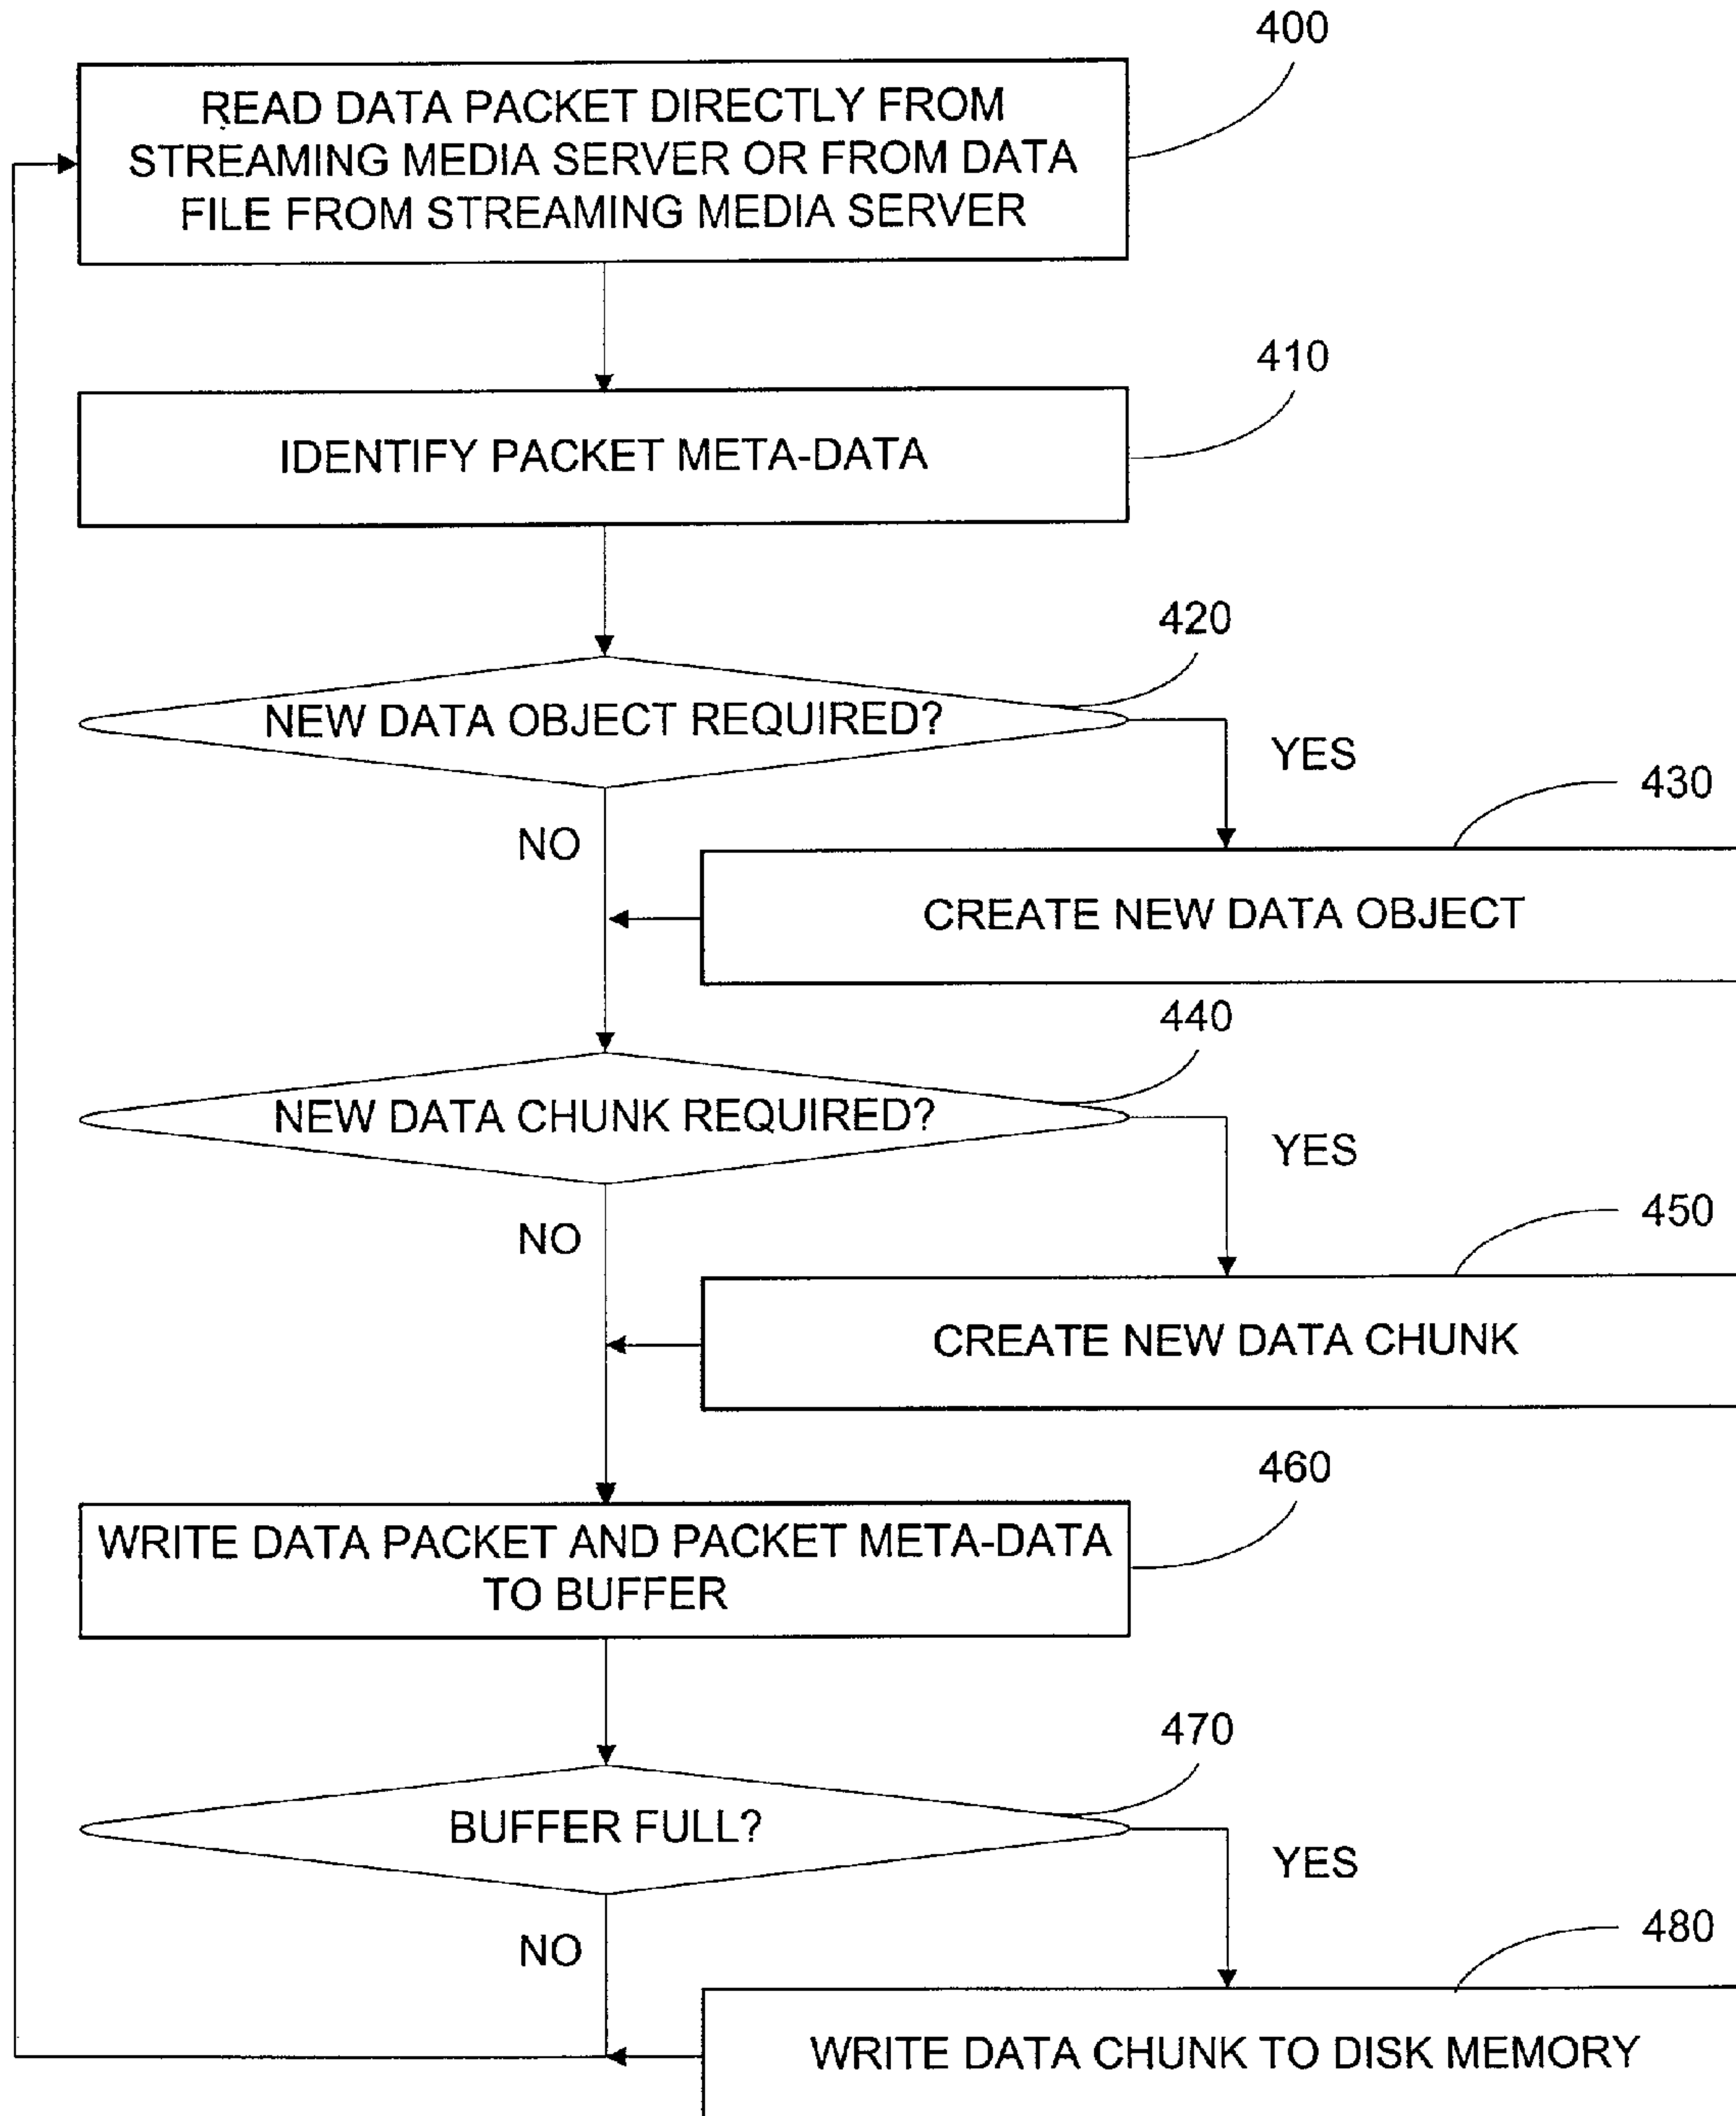 400
READ DATA PACKET DIRECTLY FROM
STREAMING MEDIA SERVER OR FROM DATA
FILE FROM STREAMING MEDIA SERVER
410
IDENTIFY PACKET META-DATA
420
NEW DATA OBJECT REQUIRED?
YES
430
NO
CREATE NEW DATA OBJECT
440
NEW DATA CHUNK REQUIRED?
YES
450
NO
CREATE NEW DATA CHUNK
460
WRITE DATA PACKET AND PACKET META-DATA
TO BUFFER
470
BUFFER FULL?
YES
480
NO
WRITE DATA CHUNK TO DISK MEMORY